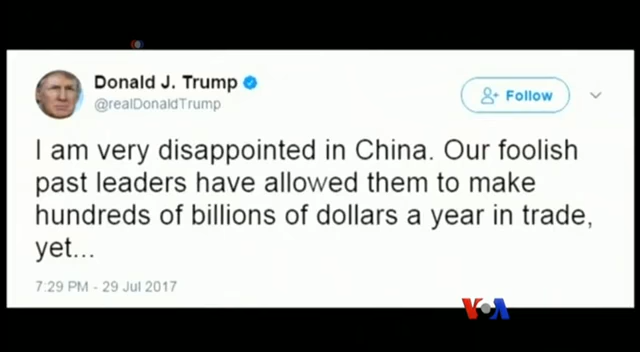 Donald J. Trump
@realDonaldTrump
Follow
I am very disappointed in China. Our foolish
past leaders have allowed them to make
hundreds of billions of dollars a year in trade,
yet...
7:29 PM - 29 Jul 2017
VOA